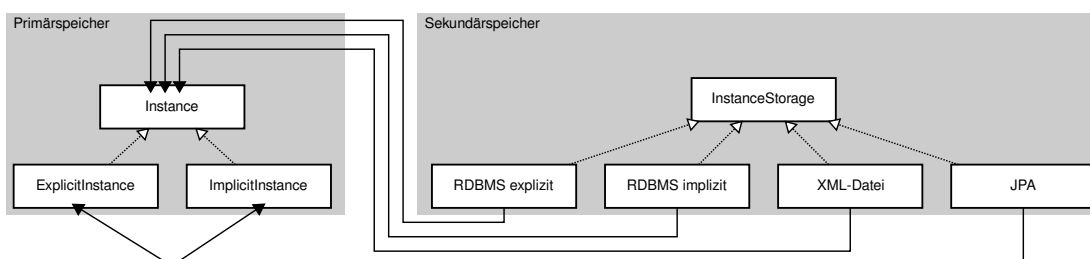 Primärspeicher
Sekundärspeicher
Instance
InstanceStorage
ExplicitInstance
ImplicitInstance
RDBMS explizit
RDBMS implizit
XML-Datei
JPA